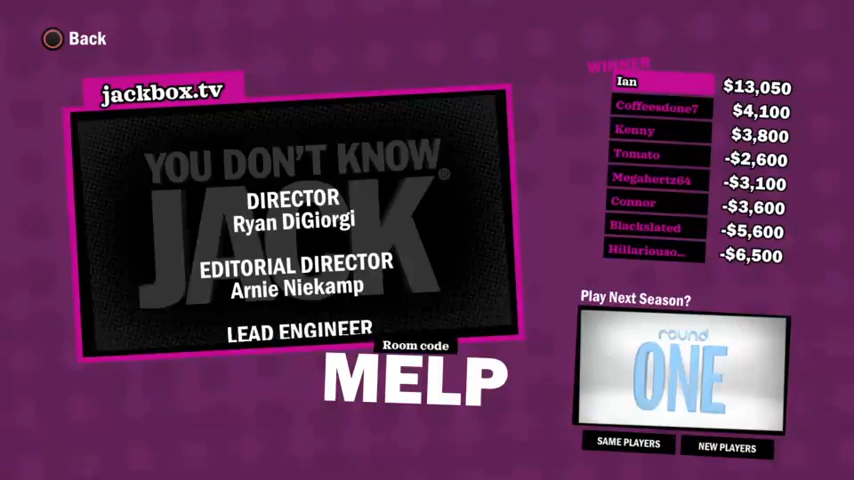 Back
jackbox.tv
YOU DON'T KNOW
JACK®
DIRECTOR
Ryan DiGiorgi
EDITORIAL DIRECTOR
Arnie Niekamp
LEAD ENGINEER
Room code
MELP
WINNER
Ian $13,050
Coffeesdone7 $4,100
Kenny $3,800
Tomato -$2,600
Megahertz64 -$3,100
Connor -$3,600
Blackslated -$5,600
Hillariouso... -$6,500
Play Next Season?
round
ONE
SAME PLAYERS
NEW PLAYERS